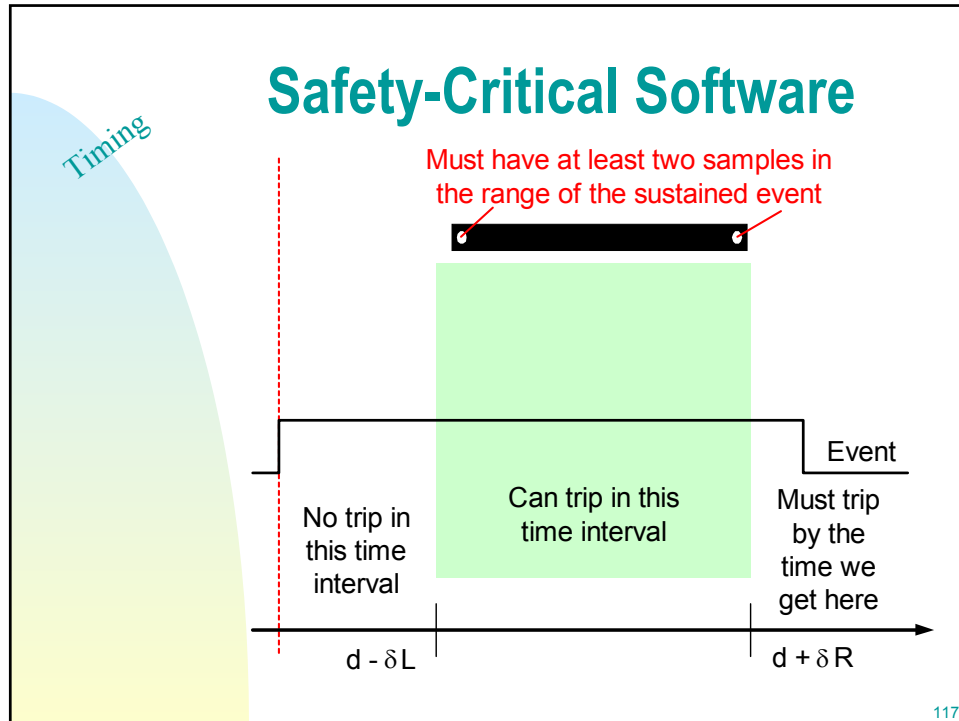 Safety-Critical Software
Timing
Must have at least two samples in
the range of the sustained event
Event
No trip in
this time
interval
Can trip in this
time interval
Must trip
by the
time we
get here
d - δL
d + δR
117